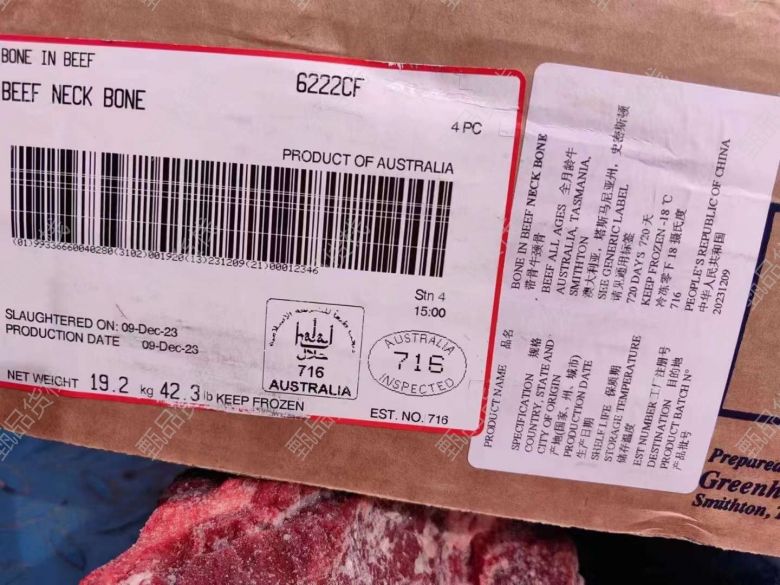 BONE IN BEEF
6222CF
BEEF NECK BONE
4 PC
PRODUCT OF AUSTRALIA
(01)99336660040280(3102)001920(13)231209(21)00012346
Stn 4
15:00
SLAUGHTERED ON: 09-Dec-23
PRODUCTION DATE 09-Dec-23
halal
حلال
716
AUSTRALIA
AUSTRALIA
716
INSPECTED
NET WEIGHT 19.2 kg 42.3 lb KEEP FROZEN
EST. NO. 716
PRODUCT NAME 品名
BONE IN BEEF NECK BONE
带骨牛颈骨
SPECIFICATION 规格
BEEF ALL AGES 全月龄牛
COUNTRY, STATE AND
CITY OF ORIGIN
产地(国家、州、城市)
AUSTRALIA, TASMANIA,
SMITHTON
澳大利亚,塔斯马尼亚州,史密斯顿
PRODUCTION DATE
生产日期
SEE GENERIC LABEL
请见通用标签
SHELF LIFE 保质期
720 DAYS 720 天
STORAGE TEMPERATURE
储存温度
KEEP FROZEN -18 ℃
冷冻零下 18 摄氏度
EST NUMBER 工厂注册号
716
DESTINATION 目的地
PEOPLE'S REPUBLIC OF CHINA
中华人民共和国
PRODUCT BATCH N°
产品批号
20231209
Prepared
Greenh
Smithton, T
甄品货栈